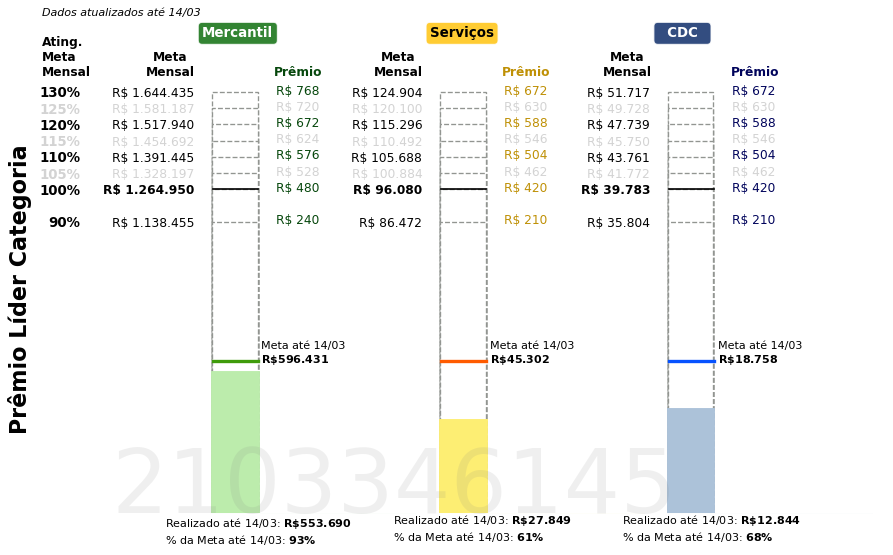 Dados atualizados até 14/03
Mercantil Serviços CDC
Ating. Meta Mensal Meta Mensal Prêmio Meta Mensal Prêmio Meta Mensal Prêmio
130% R$ 1.644.435 R$ 768 R$ 124.904 R$ 672 R$ 51.717 R$ 672
125% R$ 1.581.187 R$ 720 R$ 120.100 R$ 630 R$ 49.728 R$ 630
120% R$ 1.517.940 R$ 672 R$ 115.296 R$ 588 R$ 47.739 R$ 588
115% R$ 1.454.692 R$ 624 R$ 110.492 R$ 546 R$ 45.750 R$ 546
110% R$ 1.391.445 R$ 576 R$ 105.688 R$ 504 R$ 43.761 R$ 504
105% R$ 1.328.197 R$ 528 R$ 100.884 R$ 462 R$ 41.772 R$ 462
100% R$ 1.264.950 R$ 480 R$ 96.080 R$ 420 R$ 39.783 R$ 420
90% R$ 1.138.455 R$ 240 R$ 86.472 R$ 210 R$ 35.804 R$ 210
Prêmio Líder Categoria
Meta até 14/03 Meta até 14/03 Meta até 14/03
R$596.431 R$45.302 R$18.758
2103346145
Realizado até 14/03: R$553.690 Realizado até 14/03: R$27.849 Realizado até 14/03: R$12.844
% da Meta até 14/03: 93% % da Meta até 14/03: 61% % da Meta até 14/03: 68%